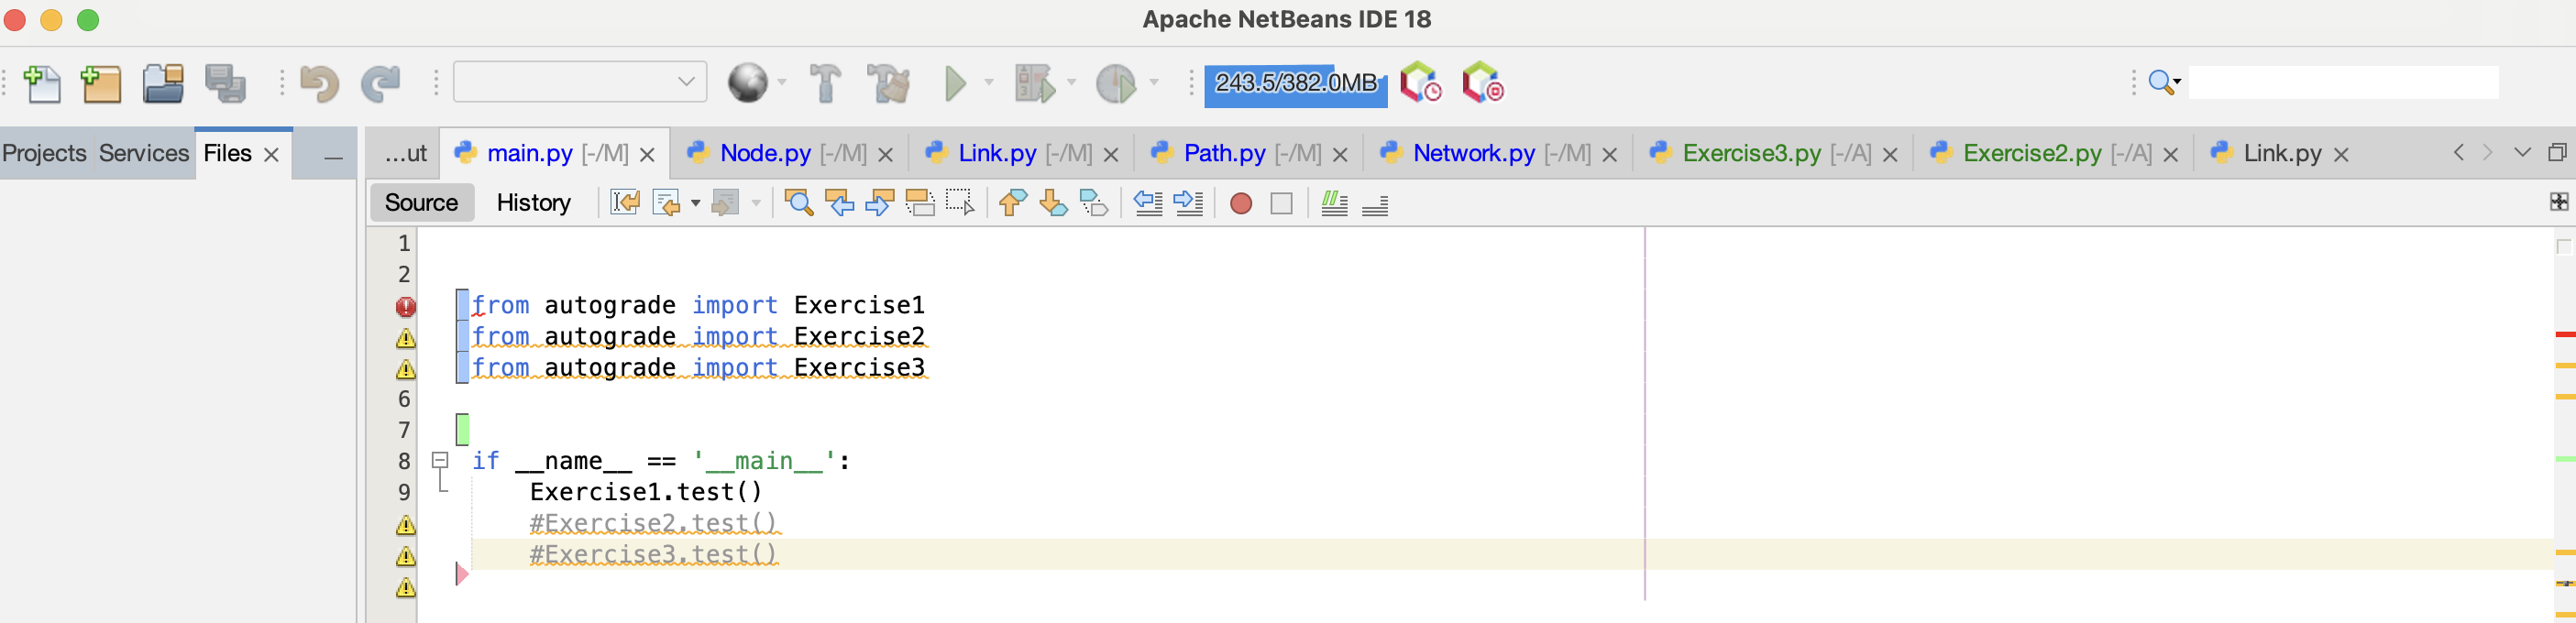 Apache NetBeans IDE 18
243.5/382.0MB
Projects Services Files
...ut main.py [-/M] Node.py [-/M] Link.py [-/M] Path.py [-/M] Network.py [-/M] Exercise3.py [-/A] Exercise2.py [-/A] Link.py
Source History
1
2
from autograde import Exercise1
from autograde import Exercise2
from autograde import Exercise3
6
7
8 if __name__ == '__main__':
9 Exercise1.test()
#Exercise2.test()
#Exercise3.test()